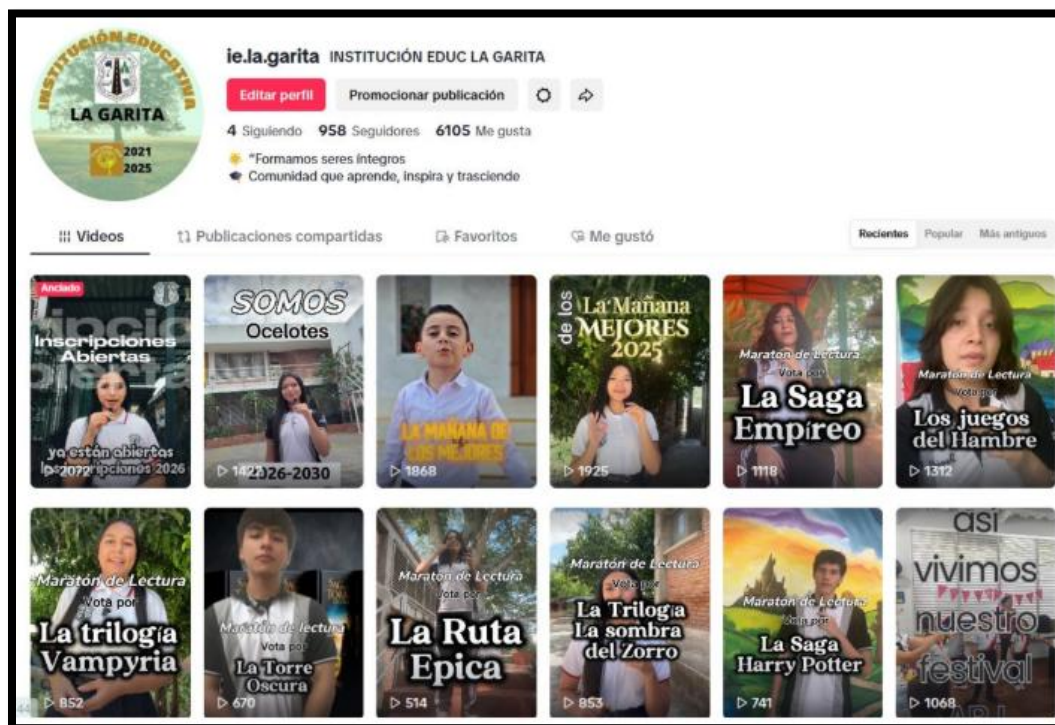 INSTITUCIÓN EDUCATIVA
LA GARITA
2021
2025
ie.la.garita INSTITUCIÓN EDUC LA GARITA
Editar perfil
Promocionar publicación
4 Siguiendo 958 Seguidores 6105 Me gusta
"Formamos seres íntegros
Comunidad que aprende, inspira y trasciende
Videos
Publicaciones compartidas
Favoritos
Me gustó
Recientes
Popular
Más antiguos
Anclado
Inscripciones
Abiertas
ya están abiertas
las inscripciones 2026
2072
SOMOS
Ocelotes
2026-2030
LA MAÑANA DE
LOS MEJORES
1868
de los
La Mañana
MEJORES
2025
1925
Maratón de Lectura
Vota por
La Saga
Empíreo
1118
Maratón de Lectura
Vota por
Los juegos
del Hambre
1312
Maratón de Lectura
Vota por
La trilogía
Vampyria
852
Maratón de lectura
Vota por
La Torre
Oscura
670
Maratón de Lectura
Vota por
La Ruta
Epica
514
Maratón de Lectura
Vota por
La Trilogía
La sombra
del Zorro
853
Maratón de Lectura
Vota por
La Saga
Harry Potter
741
asi
vivimos
nuestro
festival
1068